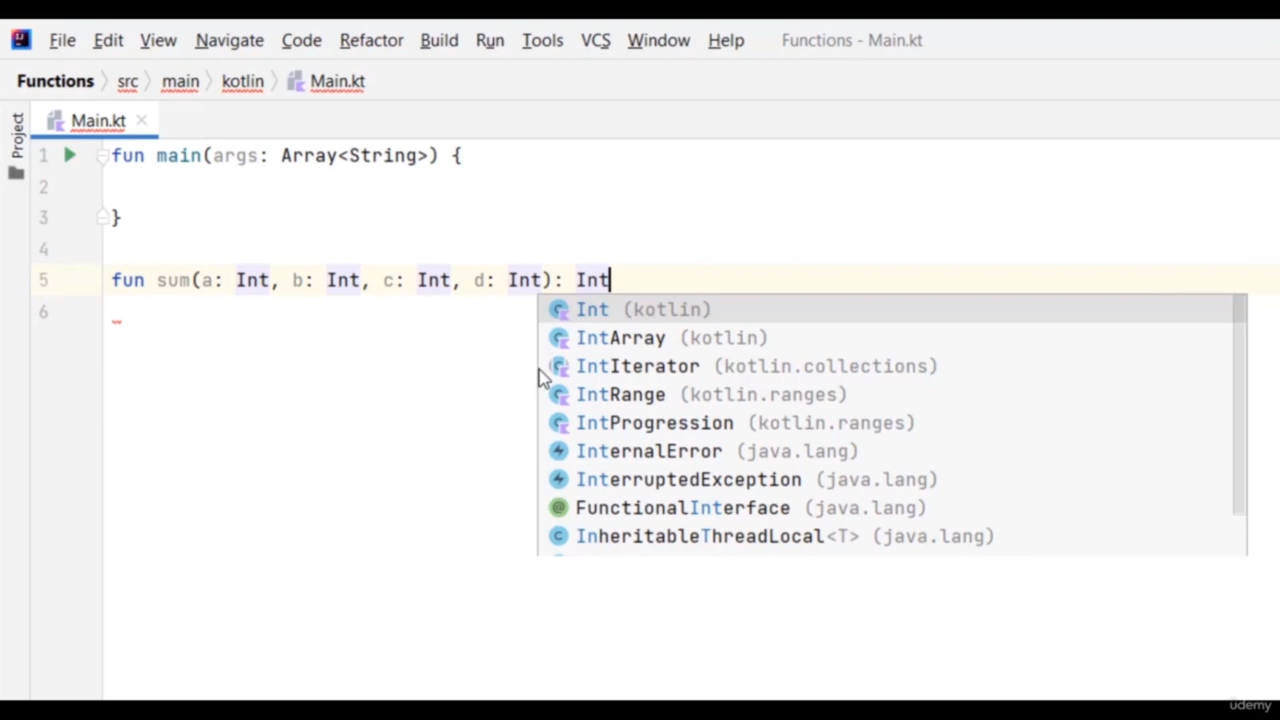 File Edit View Navigate Code Refactor Build Run Tools VCS Window Help Functions - Main.kt
Functions src main kotlin Main.kt
Project
Main.kt
1 fun main(args: Array<String>) {
2
3 }
4
5 fun sum(a: Int, b: Int, c: Int, d: Int): Int
6
Int (kotlin)
IntArray (kotlin)
IntIterator (kotlin.collections)
IntRange (kotlin.ranges)
IntProgression (kotlin.ranges)
InternalError (java.lang)
InterruptedException (java.lang)
FunctionalInterface (java.lang)
InheritableThreadLocal<T> (java.lang)
udemy